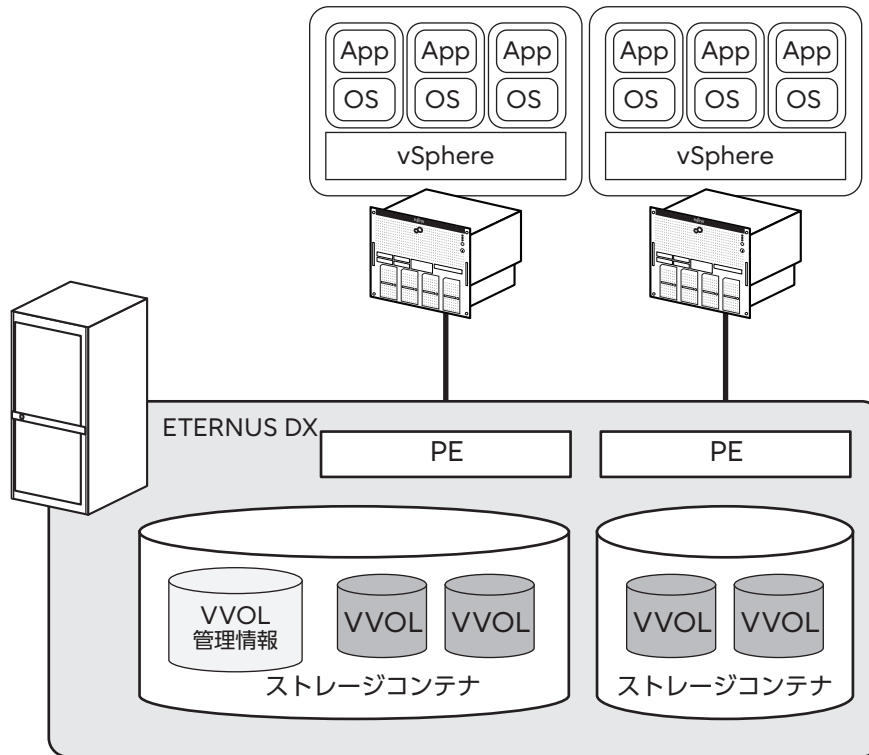 App App App App App App
OS OS OS OS OS OS
vSphere vSphere
ETERNUS DX
PE PE
VVOL
管理情報
VVOL VVOL VVOL VVOL
ストレージコンテナ ストレージコンテナ